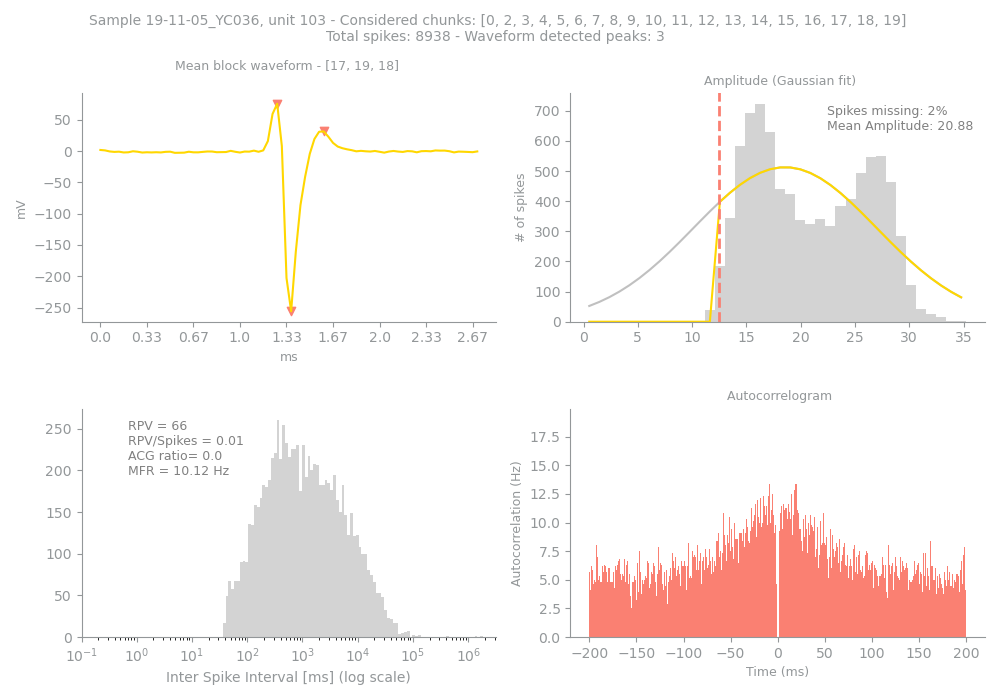 Sample 19-11-05_YC036, unit 103 - Considered chunks: [0, 2, 3, 4, 5, 6, 7, 8, 9, 10, 11, 12, 13, 14, 15, 16, 17, 18, 19]
Total spikes: 8938 - Waveform detected peaks: 3
Mean block waveform - [17, 19, 18]
50
0
−50
−100
−150
−200
−250
mV
0.0 0.33 0.67 1.0 1.33 1.67 2.0 2.33 2.67
ms
Amplitude (Gaussian fit)
Spikes missing: 2%
Mean Amplitude: 20.88
700
600
500
400
300
200
100
0
# of spikes
0 5 10 15 20 25 30 35
RPV = 66
RPV/Spikes = 0.01
ACG ratio= 0.0
MFR = 10.12 Hz
250
200
150
100
50
0
10⁻¹ 10⁰ 10¹ 10² 10³ 10⁴ 10⁵ 10⁶
Inter Spike Interval [ms] (log scale)
Autocorrelogram
17.5
15.0
12.5
10.0
7.5
5.0
2.5
0.0
Autocorrelation (Hz)
−200 −150 −100 −50 0 50 100 150 200
Time (ms)